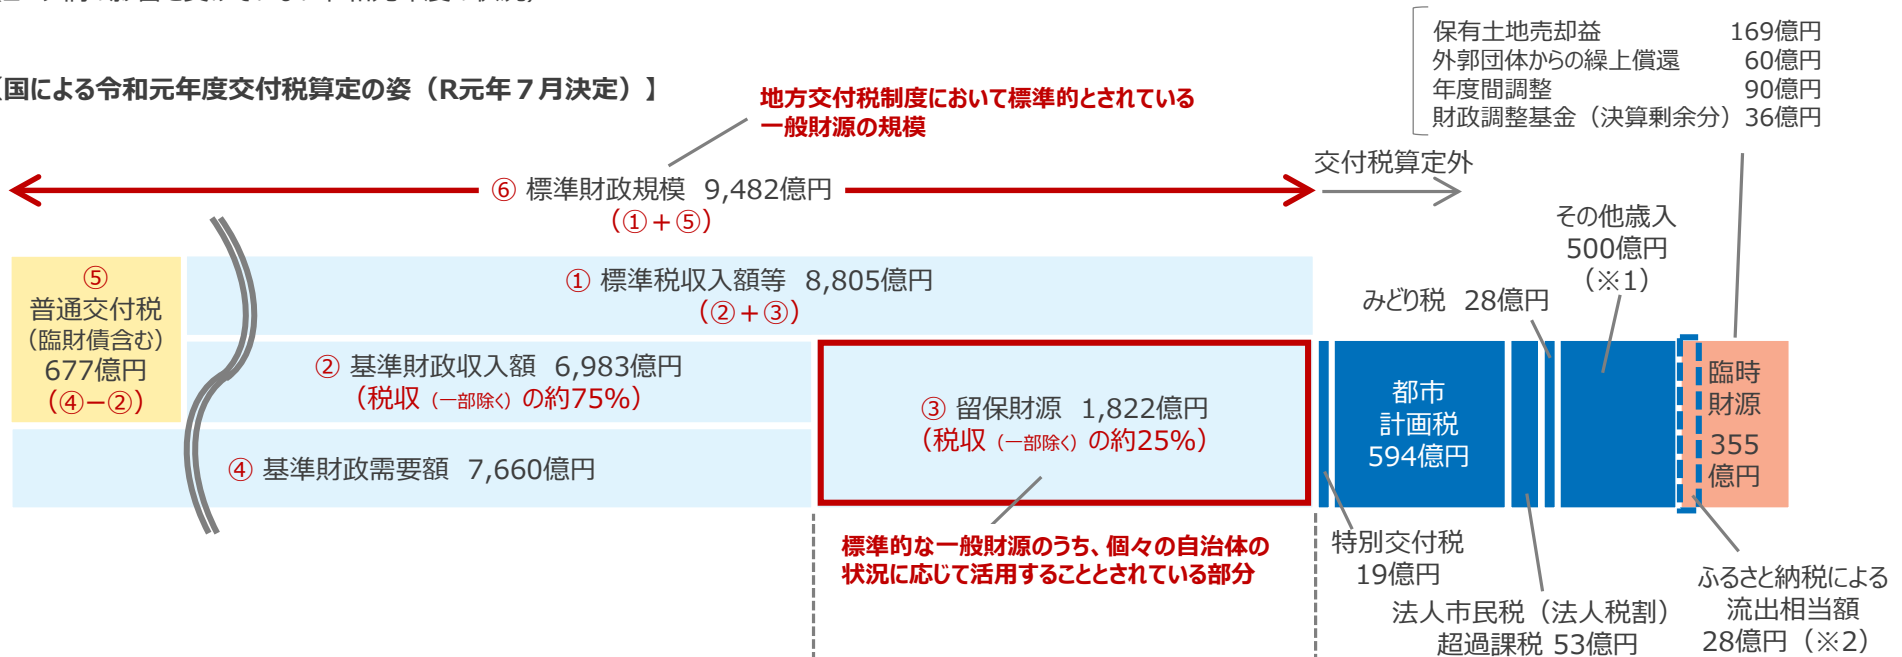 【国による令和元年度交付税算定の姿（R元年７月決定）】
保有土地売却益 169億円
外郭団体からの繰上償還 60億円
年度間調整 90億円
財政調整基金（決算剰余分） 36億円
地方交付税制度において標準的とされている
一般財源の規模
交付税算定外
⑥ 標準財政規模 9,482億円
（①＋⑤）
その他歳入
500億円
（※1）
⑤
普通交付税
（臨財債含む）
677億円
（④－②）
① 標準税収入額等 8,805億円
（②＋③）
みどり税 28億円
② 基準財政収入額 6,983億円
（税収（一部除く）の約75%）
③ 留保財源 1,822億円
（税収（一部除く）の約25%）
④ 基準財政需要額 7,660億円
都市
計画税
594億円
臨時
財源
355
億円
標準的な一般財源のうち、個々の自治体の
状況に応じて活用することとされている部分
特別交付税
19億円
法人市民税（法人税割）
超過課税 53億円
ふるさと納税による
流出相当額
28億円（※2）